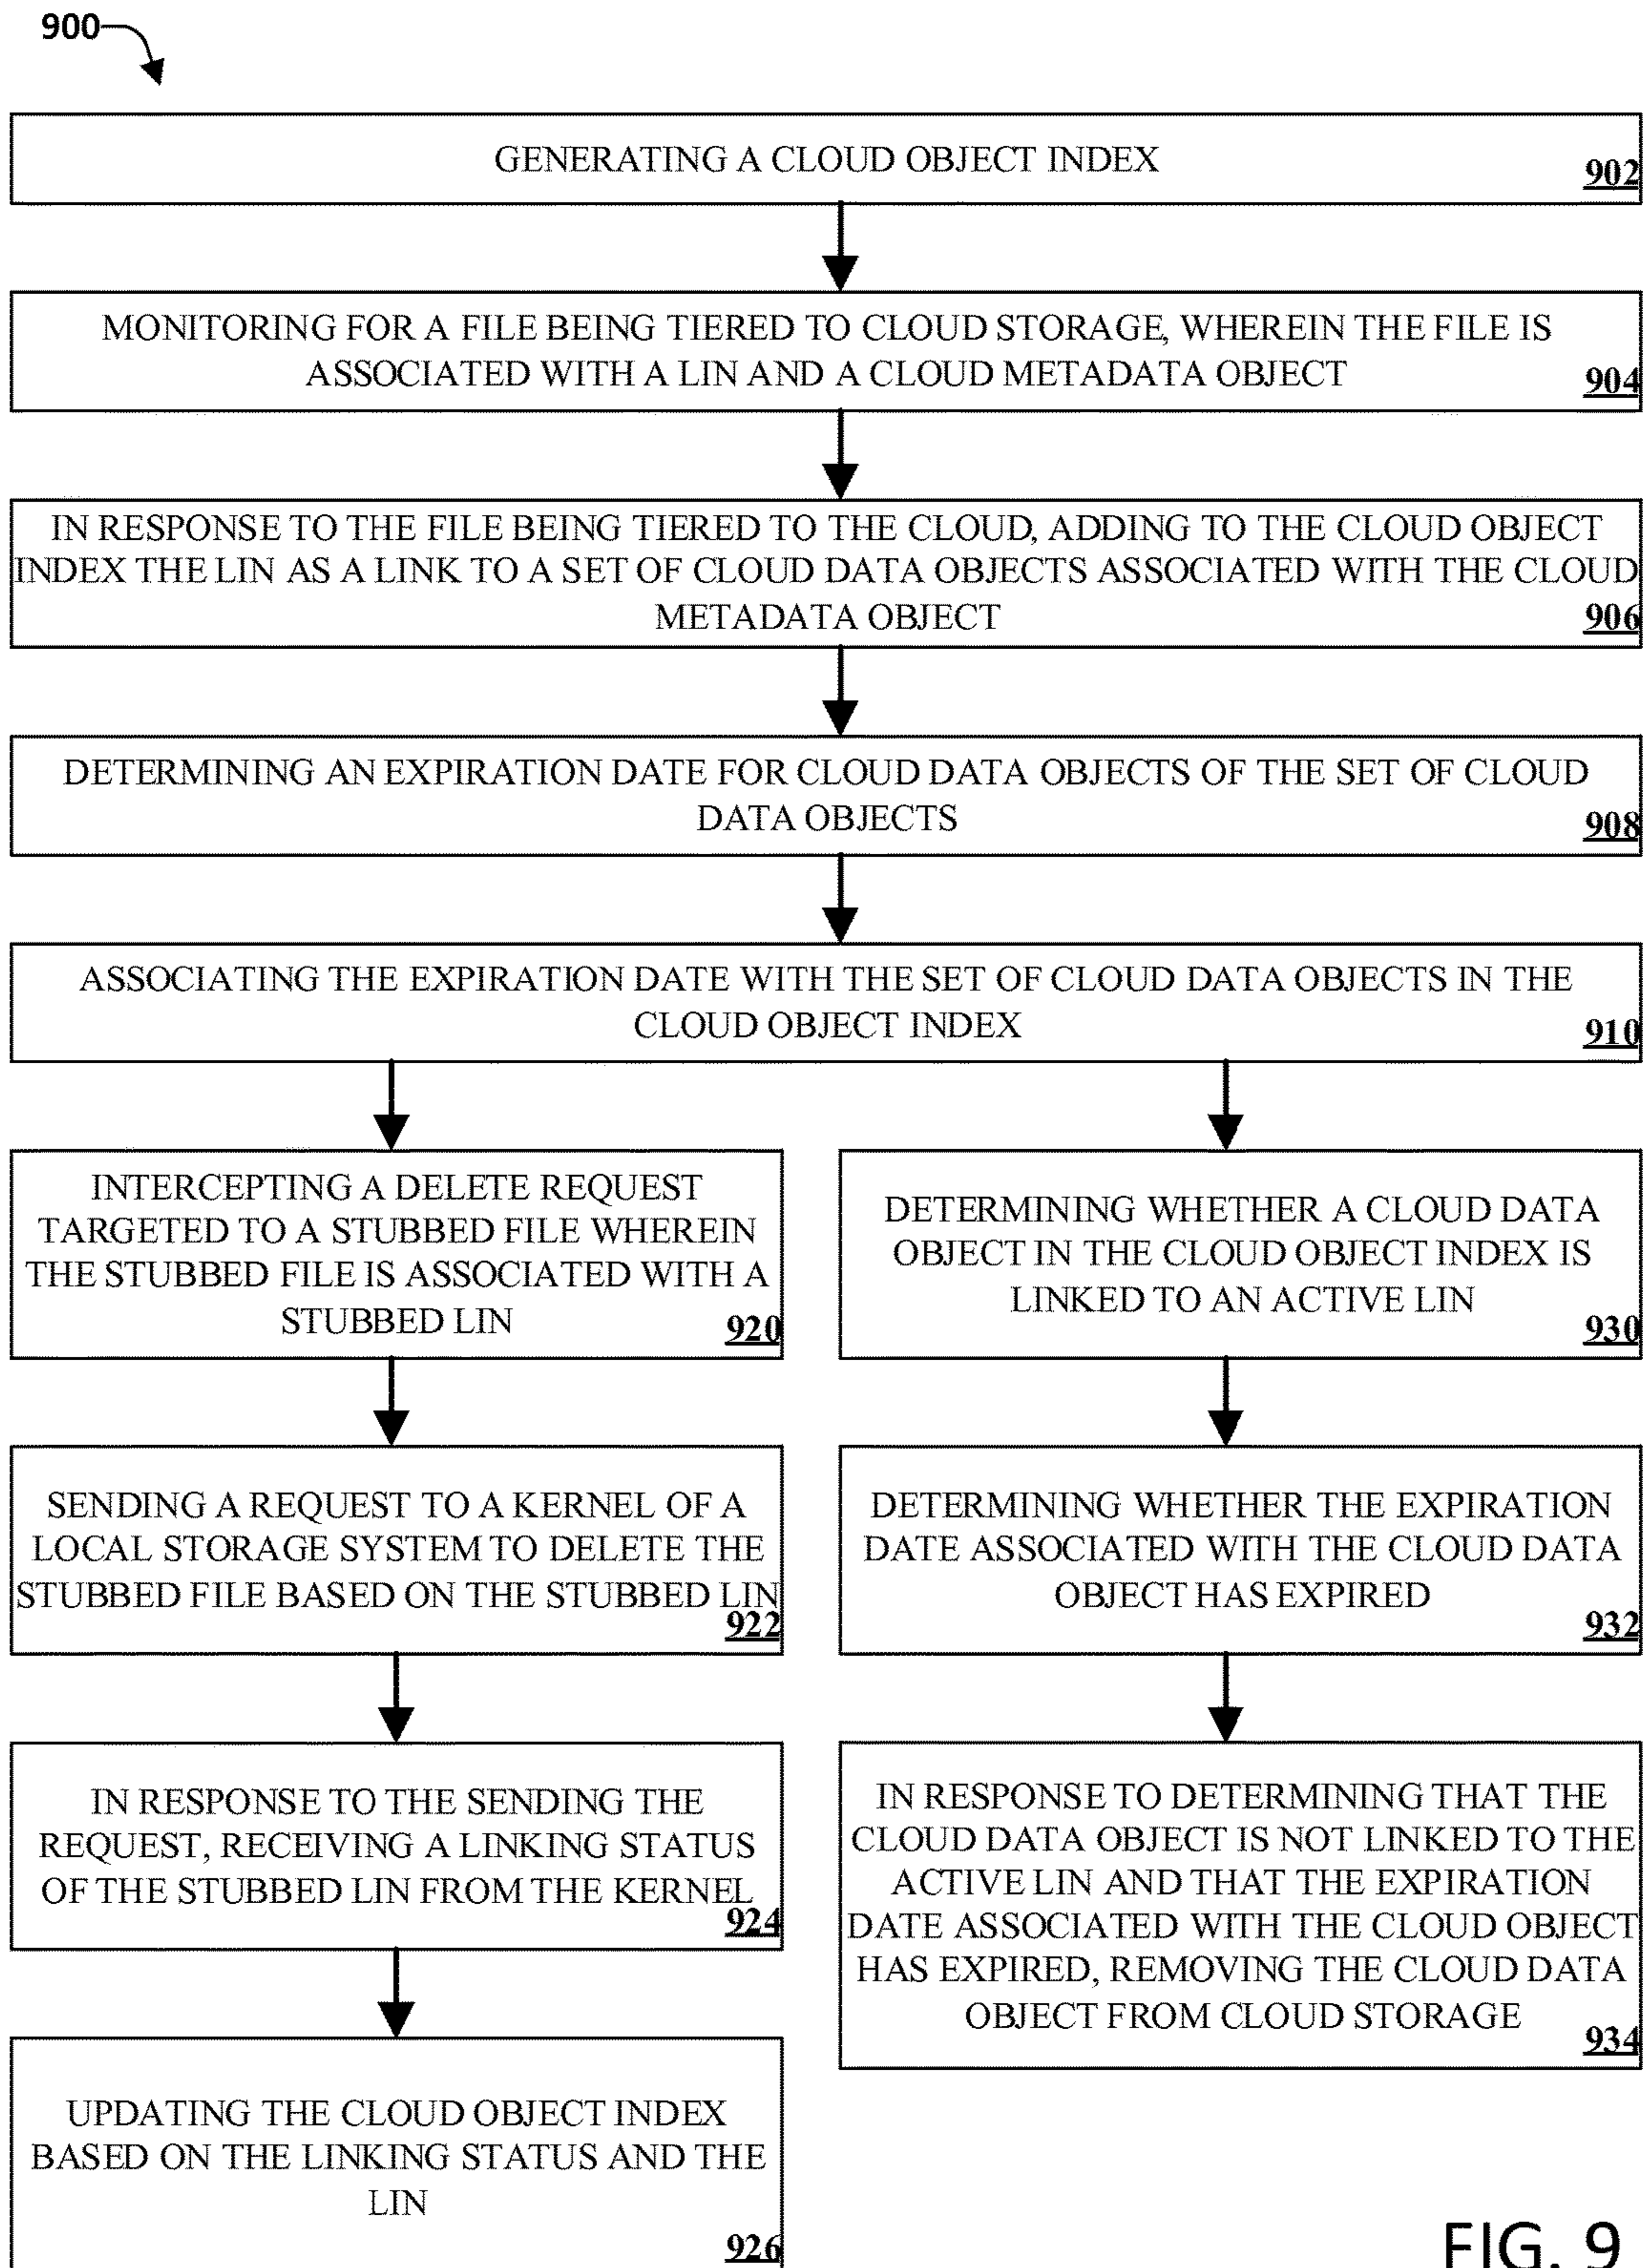 900
GENERATING A CLOUD OBJECT INDEX
902
MONITORING FOR A FILE BEING TIERED TO CLOUD STORAGE, WHEREIN THE FILE IS
ASSOCIATED WITH A LIN AND A CLOUD METADATA OBJECT
904
IN RESPONSE TO THE FILE BEING TIERED TO THE CLOUD, ADDING TO THE CLOUD OBJECT
INDEX THE LIN AS A LINK TO A SET OF CLOUD DATA OBJECTS ASSOCIATED WITH THE CLOUD
METADATA OBJECT
906
DETERMINING AN EXPIRATION DATE FOR CLOUD DATA OBJECTS OF THE SET OF CLOUD
DATA OBJECTS
908
ASSOCIATING THE EXPIRATION DATE WITH THE SET OF CLOUD DATA OBJECTS IN THE
CLOUD OBJECT INDEX
910
INTERCEPTING A DELETE REQUEST
TARGETED TO A STUBBED FILE WHEREIN
THE STUBBED FILE IS ASSOCIATED WITH A
STUBBED LIN
920
SENDING A REQUEST TO A KERNEL OF A
LOCAL STORAGE SYSTEM TO DELETE THE
STUBBED FILE BASED ON THE STUBBED LIN
922
IN RESPONSE TO THE SENDING THE
REQUEST, RECEIVING A LINKING STATUS
OF THE STUBBED LIN FROM THE KERNEL
924
UPDATING THE CLOUD OBJECT INDEX
BASED ON THE LINKING STATUS AND THE
LIN
926
DETERMINING WHETHER A CLOUD DATA
OBJECT IN THE CLOUD OBJECT INDEX IS
LINKED TO AN ACTIVE LIN
930
DETERMINING WHETHER THE EXPIRATION
DATE ASSOCIATED WITH THE CLOUD DATA
OBJECT HAS EXPIRED
932
IN RESPONSE TO DETERMINING THAT THE
CLOUD DATA OBJECT IS NOT LINKED TO THE
ACTIVE LIN AND THAT THE EXPIRATION
DATE ASSOCIATED WITH THE CLOUD OBJECT
HAS EXPIRED, REMOVING THE CLOUD DATA
OBJECT FROM CLOUD STORAGE
934
FIG. 9